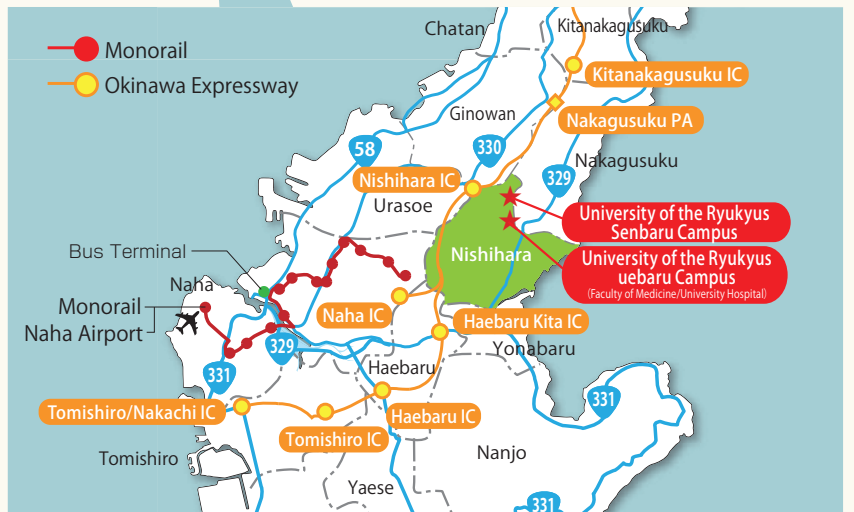 Chatan
Kitanakagusuku
Monorail
Okinawa Expressway
Kitanakagusuku IC
Ginowan
Nakagusuku PA
58
330
Nakagusuku
329
Nishihara IC
Urasoe
University of the Ryukyus
Senbaru Campus
Bus Terminal
Nishihara
University of the Ryukyus
uebaru Campus
(Faculty of Medicine/University Hospital)
Naha
Monorail
Naha Airport
Naha IC
Haebaru Kita IC
329
Yonabaru
331
Haebaru
331
Tomishiro/Nakachi IC
Haebaru IC
Tomishiro IC
Tomishiro
Nanjo
Yaese
331